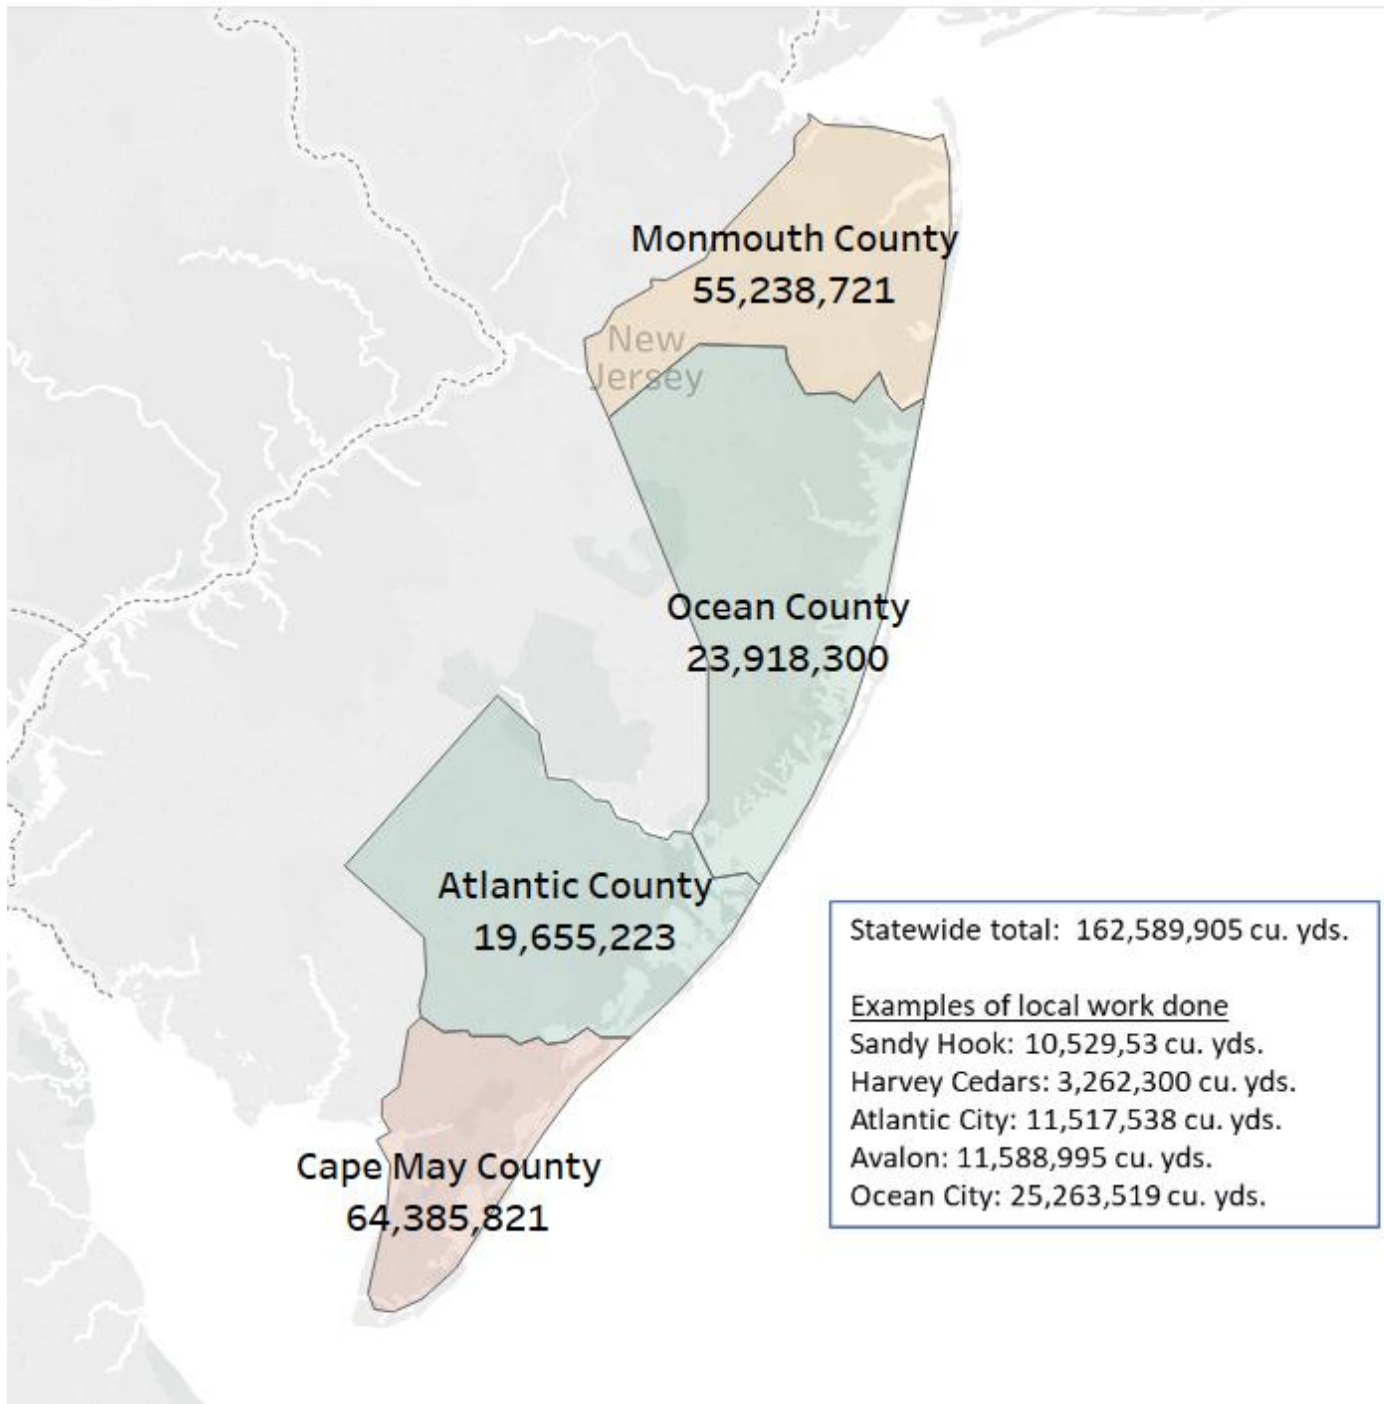 Monmouth County
55,238,721
New
Jersey
Ocean County
23,918,300
Atlantic County
19,655,223
Cape May County
64,385,821
Statewide total:  162,589,905 cu. yds.
Examples of local work done
Sandy Hook: 10,529,53 cu. yds.
Harvey Cedars: 3,262,300 cu. yds.
Atlantic City: 11,517,538 cu. yds.
Avalon: 11,588,995 cu. yds.
Ocean City: 25,263,519 cu. yds.